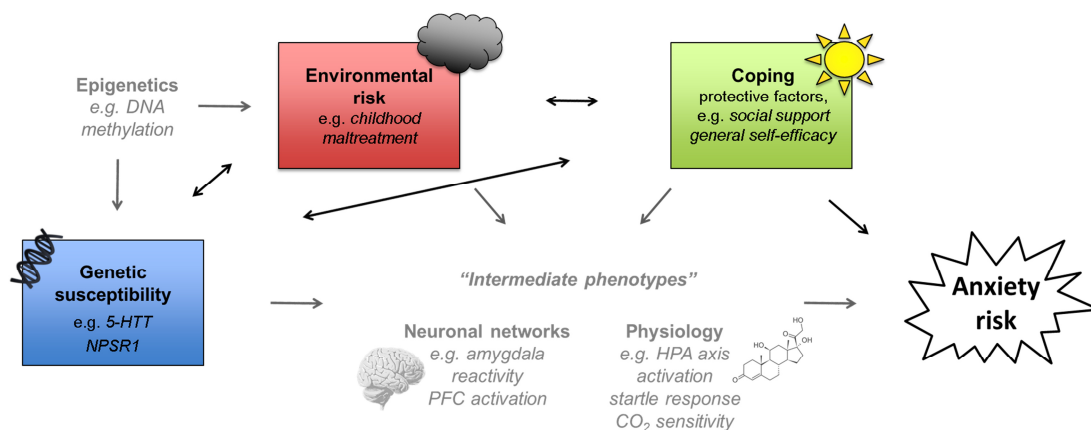 Epigenetics
e.g. DNA
methylation
Environmental
risk
e.g. childhood
maltreatment
Coping
protective factors,
e.g. social support
general self-efficacy
Genetic
susceptibility
e.g. 5-HTT
NPSR1
“Intermediate phenotypes”
Neuronal networks
e.g. amygdala
reactivity
PFC activation
Physiology
e.g. HPA axis
activation
startle response
CO₂ sensitivity
HO
O
OH
HO
O
Anxiety
risk